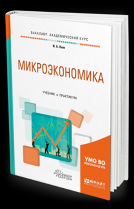 БАКАЛАВР. АКАДЕМИЧЕСКИЙ КУРС
МИКРОЭКОНОМИКА
УЧЕБНИК и ПРАКТИКУМ
УМО ВО
юрайт